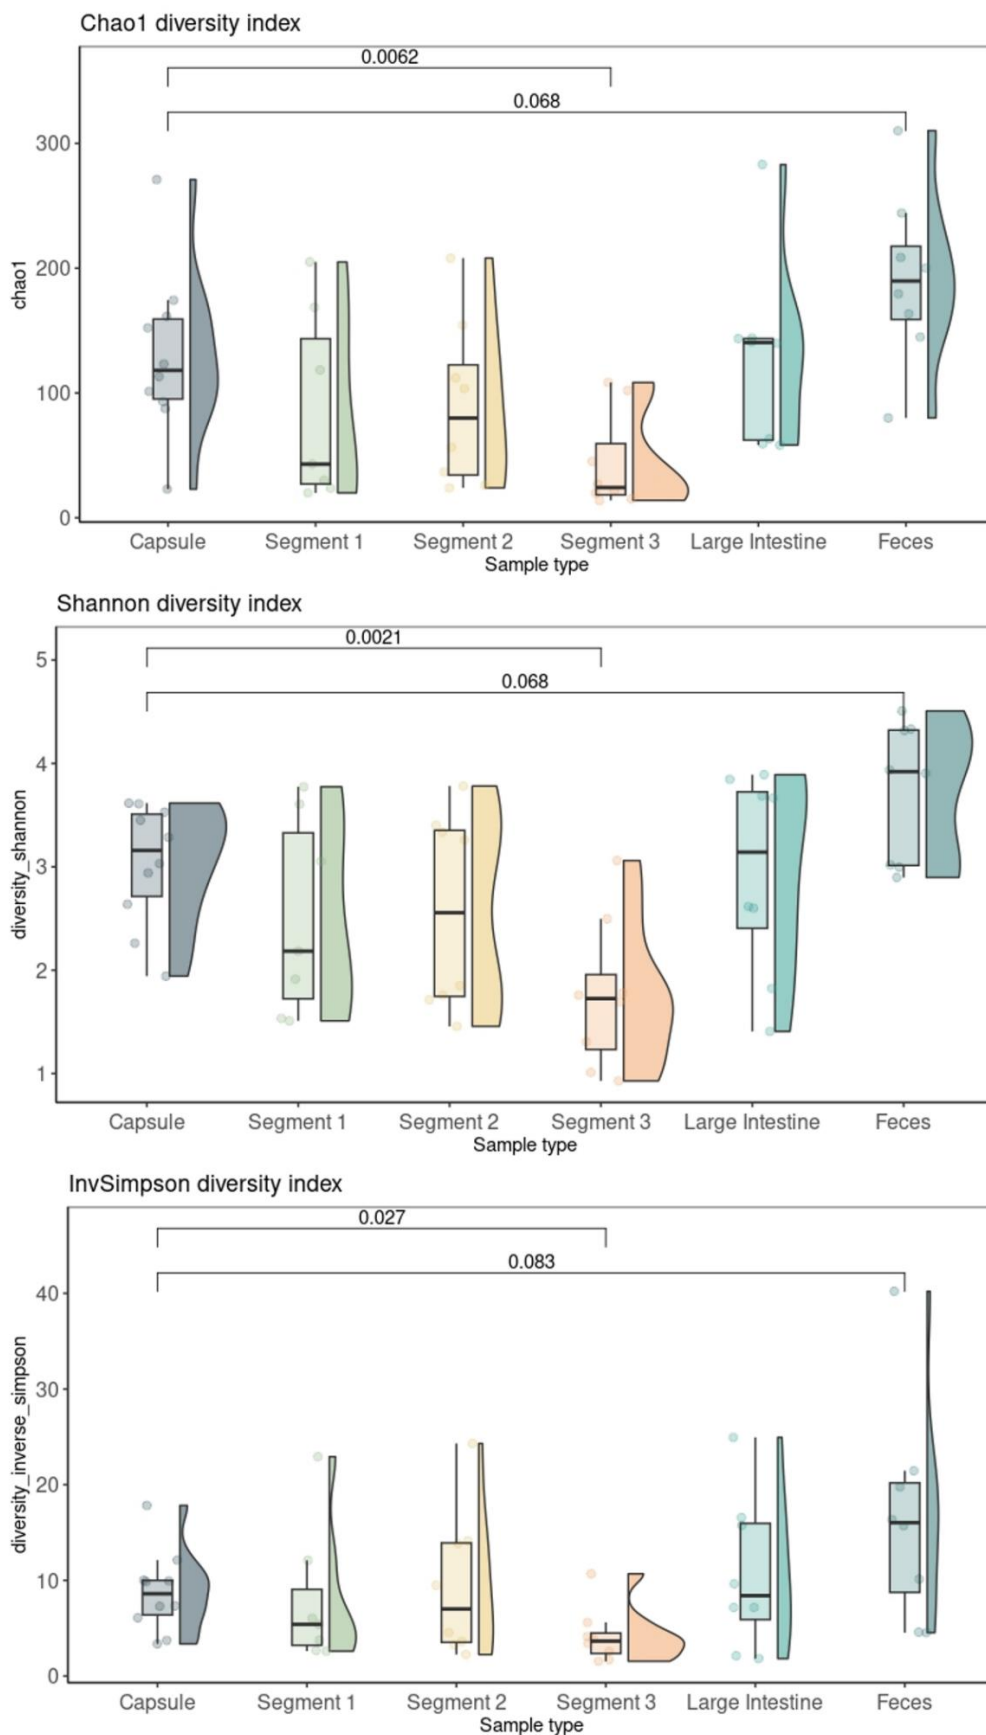 Chao1 diversity index
0.0062
0.068
300
200
100
0
chao1
Capsule Segment 1 Segment 2 Segment 3 Large Intestine Feces
Sample type
Shannon diversity index
0.0021
0.068
5
4
3
2
1
diversity_shannon
Capsule Segment 1 Segment 2 Segment 3 Large Intestine Feces
Sample type
InvSimpson diversity index
0.027
0.083
40
30
20
10
0
diversity_inverse_simpson
Capsule Segment 1 Segment 2 Segment 3 Large Intestine Feces
Sample type